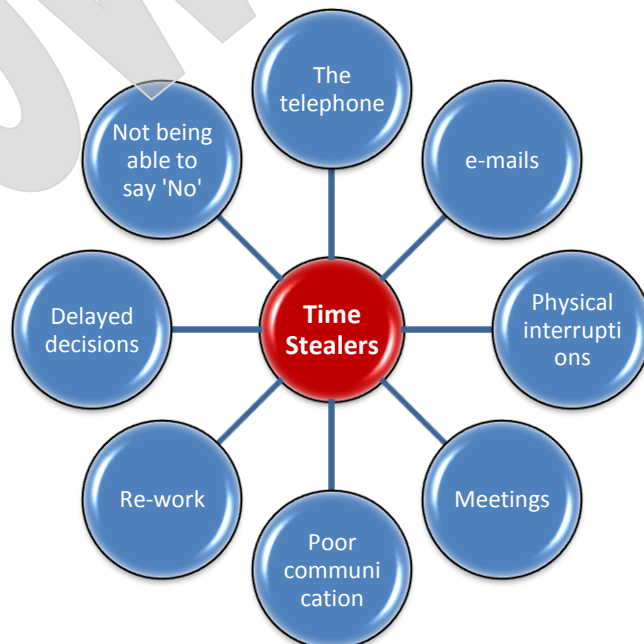 The
telephone
e-mails
Physical
interrupti
ons
Meetings
Poor
communi
cation
Re-work
Delayed
decisions
Not being
able to
say 'No'
Time
Stealers